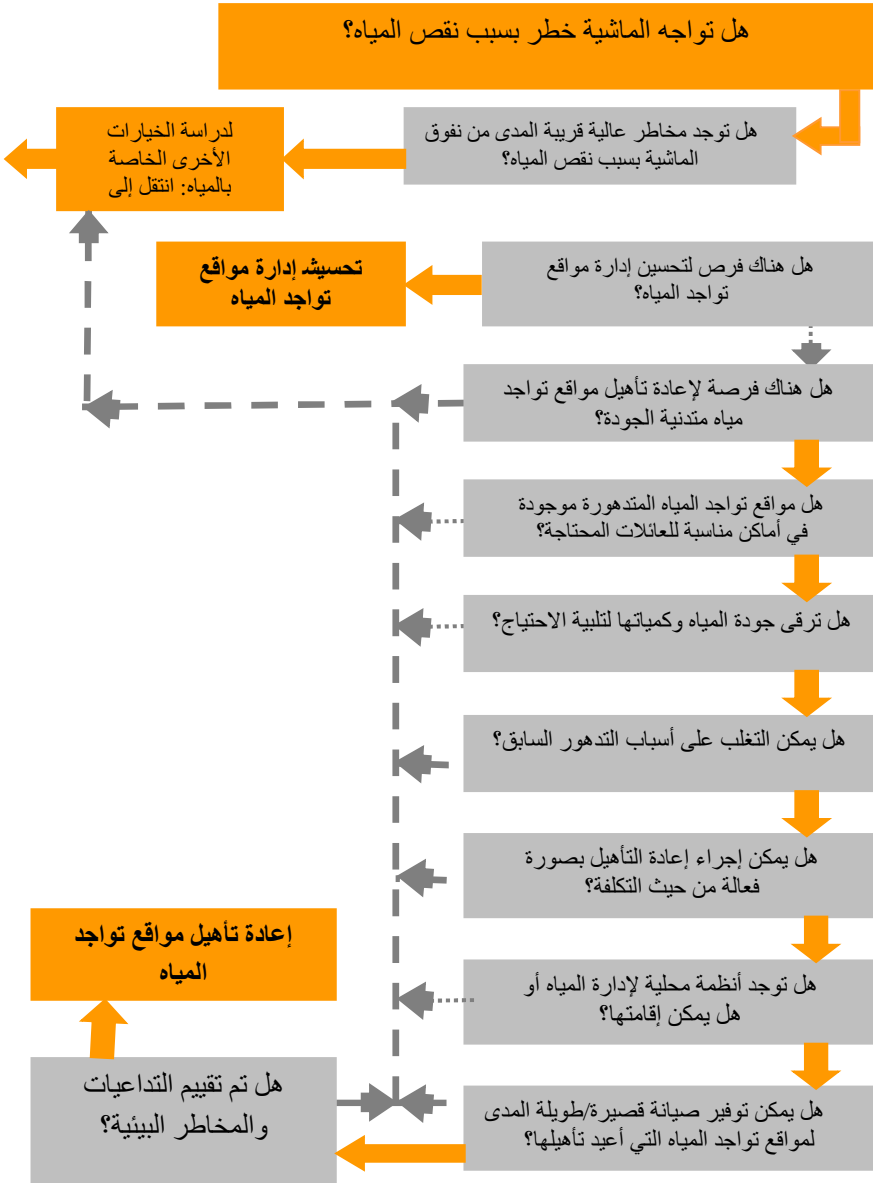 هل تواجه الماشية خطر بسبب نقص المياه؟
هل توجد مخاطر عالية قريبة المدى من نفوق
الماشية بسبب نقص المياه؟
لدراسة الخيارات
الأخرى الخاصة
بالمياه: انتقل إلى
هل هناك فرص لتحسين إدارة مواقع
تواجد المياه؟
تحسيشـ إدارة مواقع
تواجد المياه
هل هناك فرصة لإعادة تأهيل مواقع تواجد
مياه متدنية الجودة؟
هل مواقع تواجد المياه المتدهورة موجودة
في أماكن مناسبة للعائلات المحتاجة؟
هل ترقى جودة المياه وكمياتها لتلبية الاحتياج؟
هل يمكن التغلب على أسباب التدهور السابق؟
هل يمكن إجراء إعادة التأهيل بصورة
فعالة من حيث التكلفة؟
هل توجد أنظمة محلية لإدارة المياه أو
هل يمكن إقامتها؟
هل يمكن توفير صيانة قصيرة/طويلة المدى
لمواقع تواجد المياه التي أعيد تأهيلها؟
هل تم تقييم التداعيات
والمخاطر البيئية؟
إعادة تأهيل مواقع تواجد
المياه